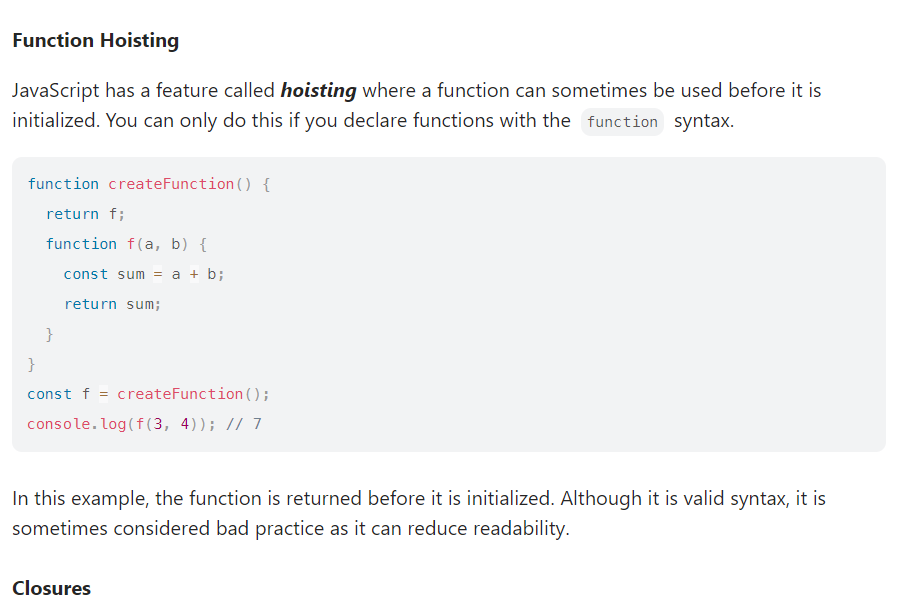 Function Hoisting
JavaScript has a feature called hoisting where a function can sometimes be used before it is
initialized. You can only do this if you declare functions with the function syntax.
function createFunction() {
  return f;
  function f(a, b) {
    const sum = a + b;
    return sum;
  }
}
const f = createFunction();
console.log(f(3, 4)); // 7
In this example, the function is returned before it is initialized. Although it is valid syntax, it is
sometimes considered bad practice as it can reduce readability.
Closures